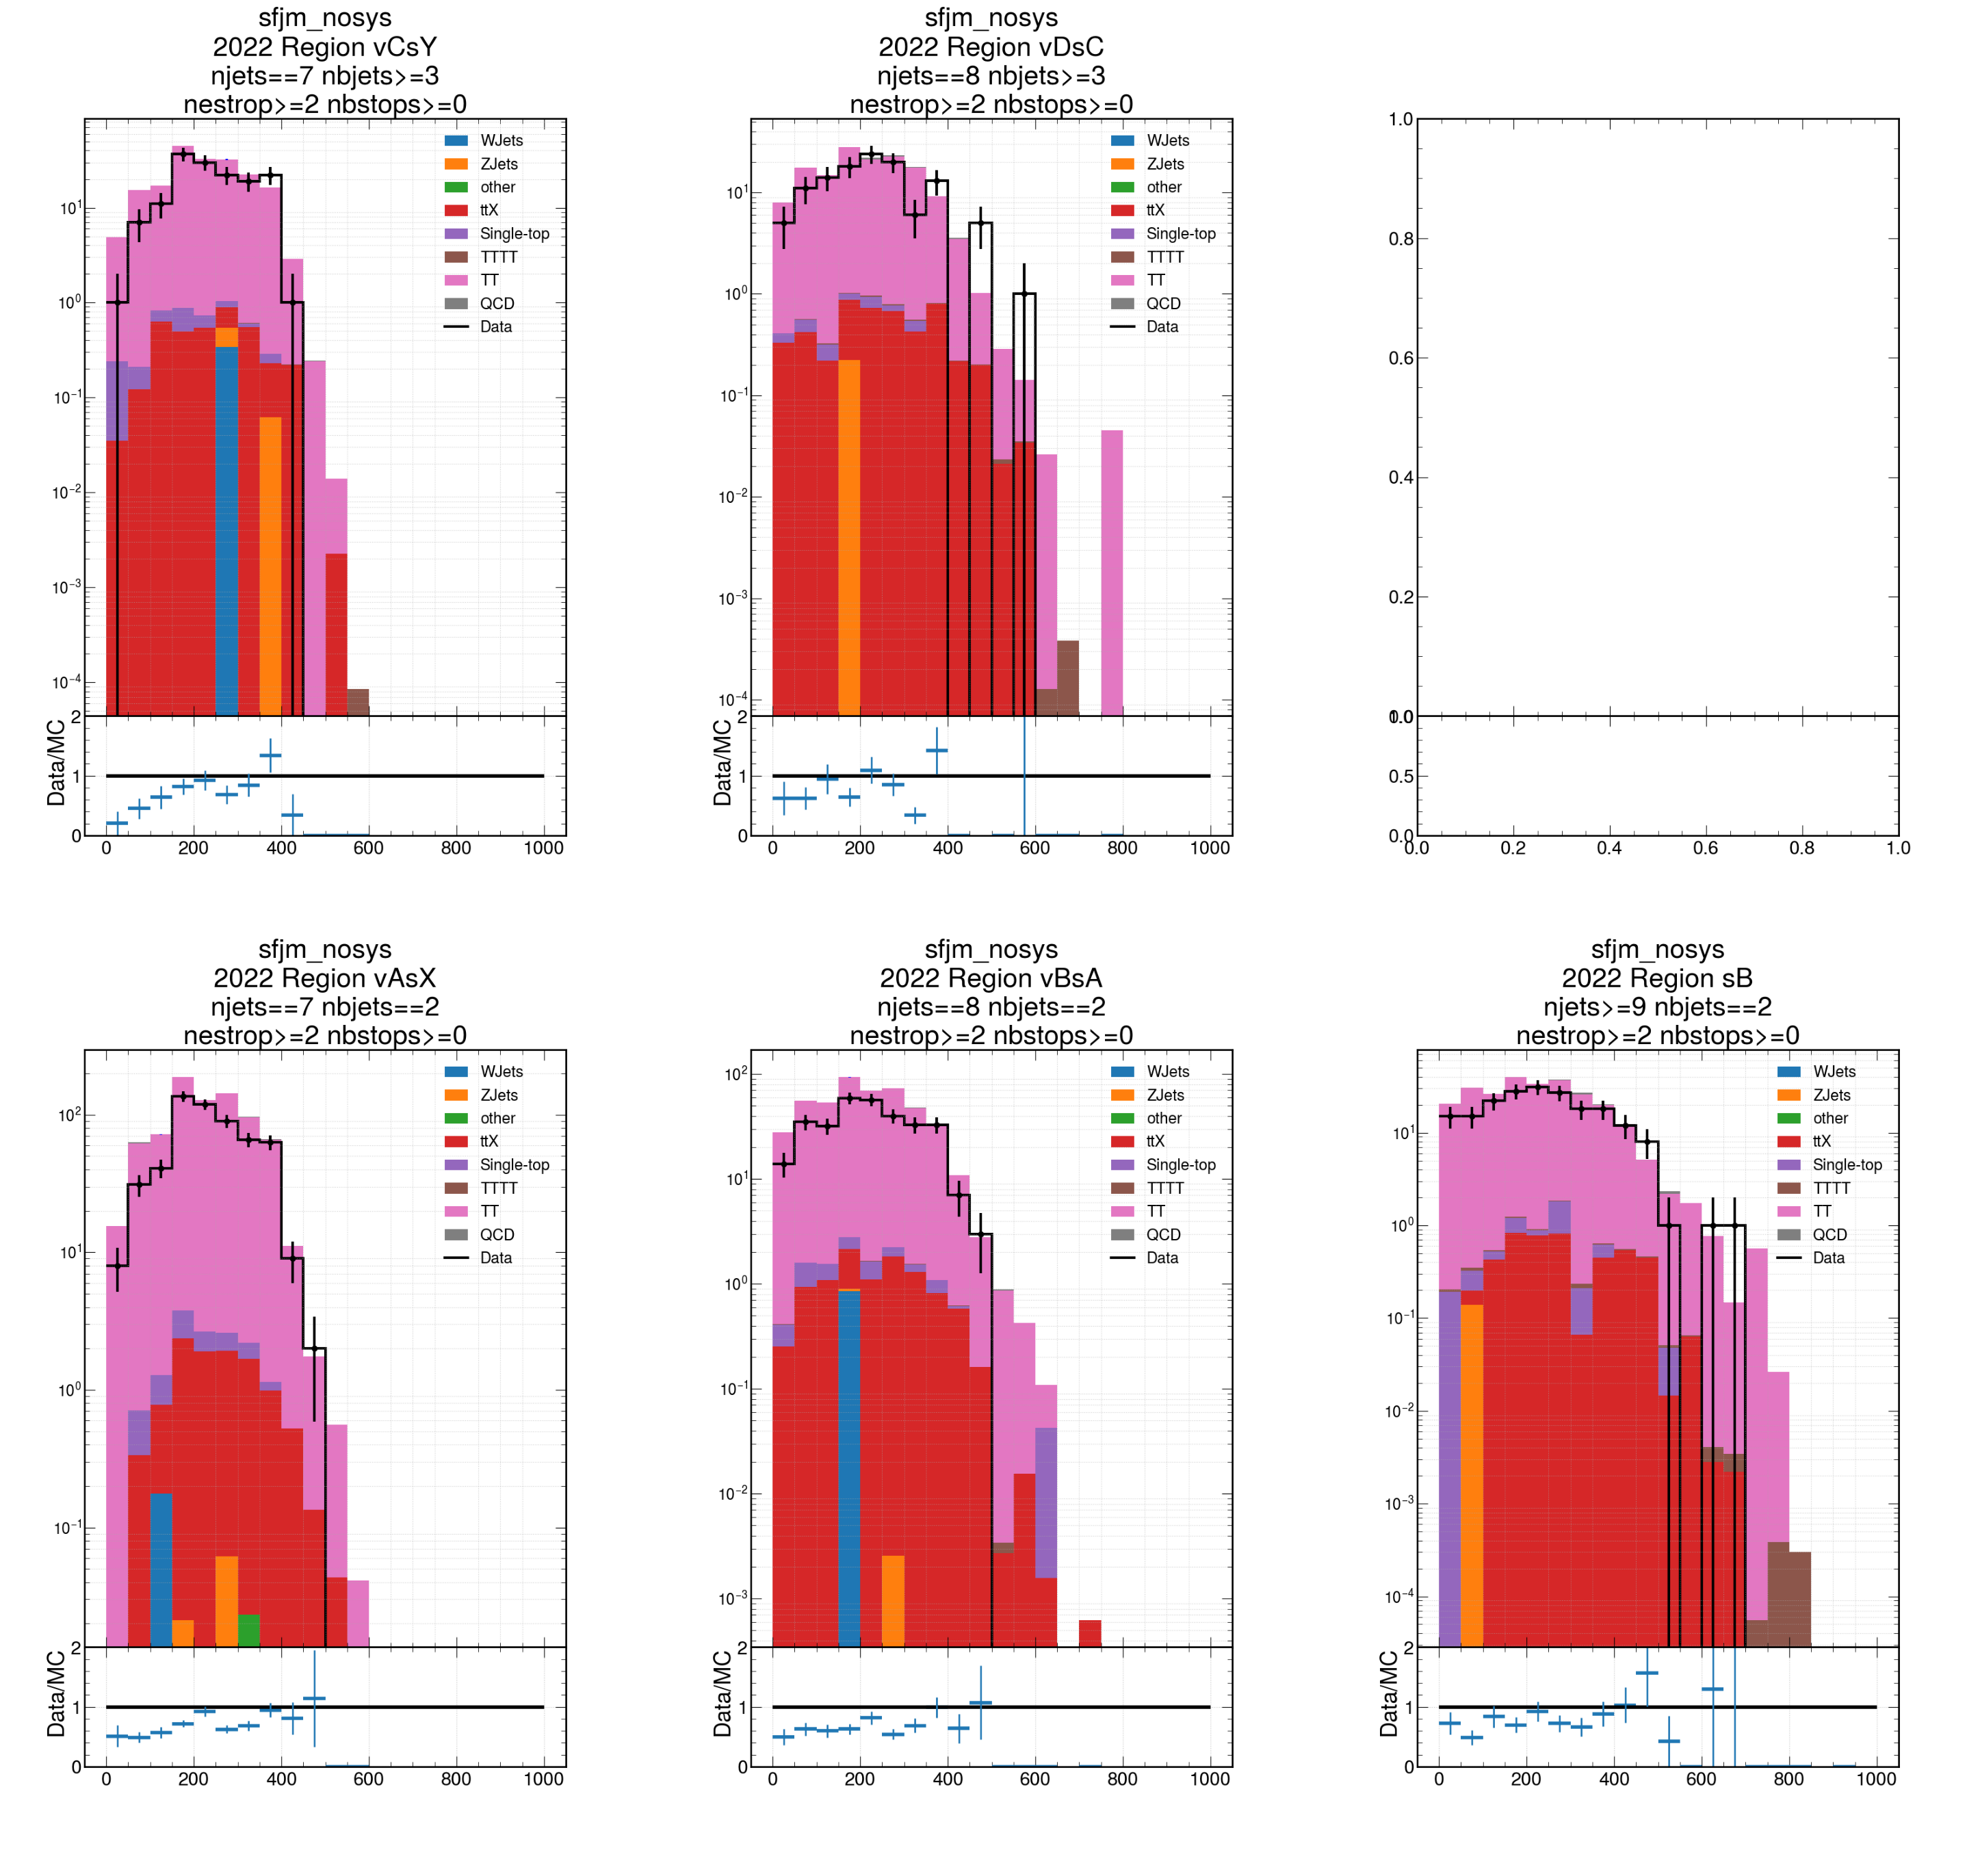 sfjm_nosys
2022 Region vCsY
njets==7 nbjets>=3
nestrop>=2 nbstops>=0
WJets
ZJets
other
ttX
Single-top
TTTT
TT
QCD
Data
10¹
10⁰
10⁻¹
10⁻²
10⁻³
10⁻⁴
Data/MC
2
1
0
0 200 400 600 800 1000
sfjm_nosys
2022 Region vDsC
njets==8 nbjets>=3
nestrop>=2 nbstops>=0
WJets
ZJets
other
ttX
Single-top
TTTT
TT
QCD
Data
10¹
10⁰
10⁻¹
10⁻²
10⁻³
10⁻⁴
Data/MC
2
1
0
0 200 400 600 800 1000
1.0
0.8
0.6
0.4
0.2
0.0
1.0
0.5
0.0
0.0 0.2 0.4 0.6 0.8 1.0
sfjm_nosys
2022 Region vAsX
njets==7 nbjets==2
nestrop>=2 nbstops>=0
WJets
ZJets
other
ttX
Single-top
TTTT
TT
QCD
Data
10²
10¹
10⁰
10⁻¹
Data/MC
2
1
0
0 200 400 600 800 1000
sfjm_nosys
2022 Region vBsA
njets==8 nbjets==2
nestrop>=2 nbstops>=0
WJets
ZJets
other
ttX
Single-top
TTTT
TT
QCD
Data
10²
10¹
10⁰
10⁻¹
10⁻²
10⁻³
Data/MC
2
1
0
0 200 400 600 800 1000
sfjm_nosys
2022 Region sB
njets>=9 nbjets==2
nestrop>=2 nbstops>=0
WJets
ZJets
other
ttX
Single-top
TTTT
TT
QCD
Data
10¹
10⁰
10⁻¹
10⁻²
10⁻³
10⁻⁴
Data/MC
2
1
0
0 200 400 600 800 1000